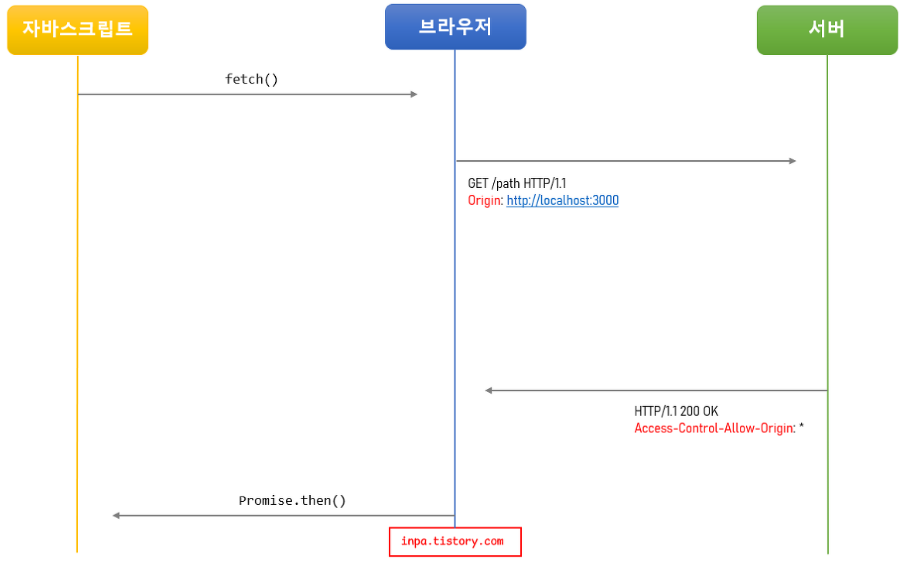 자바스크립트
브라우저
서버
fetch()
GET /path HTTP/1.1
Origin: http://localhost:3000
HTTP/1.1 200 OK
Access-Control-Allow-Origin: *
Promise.then()
inpa.tistory.com